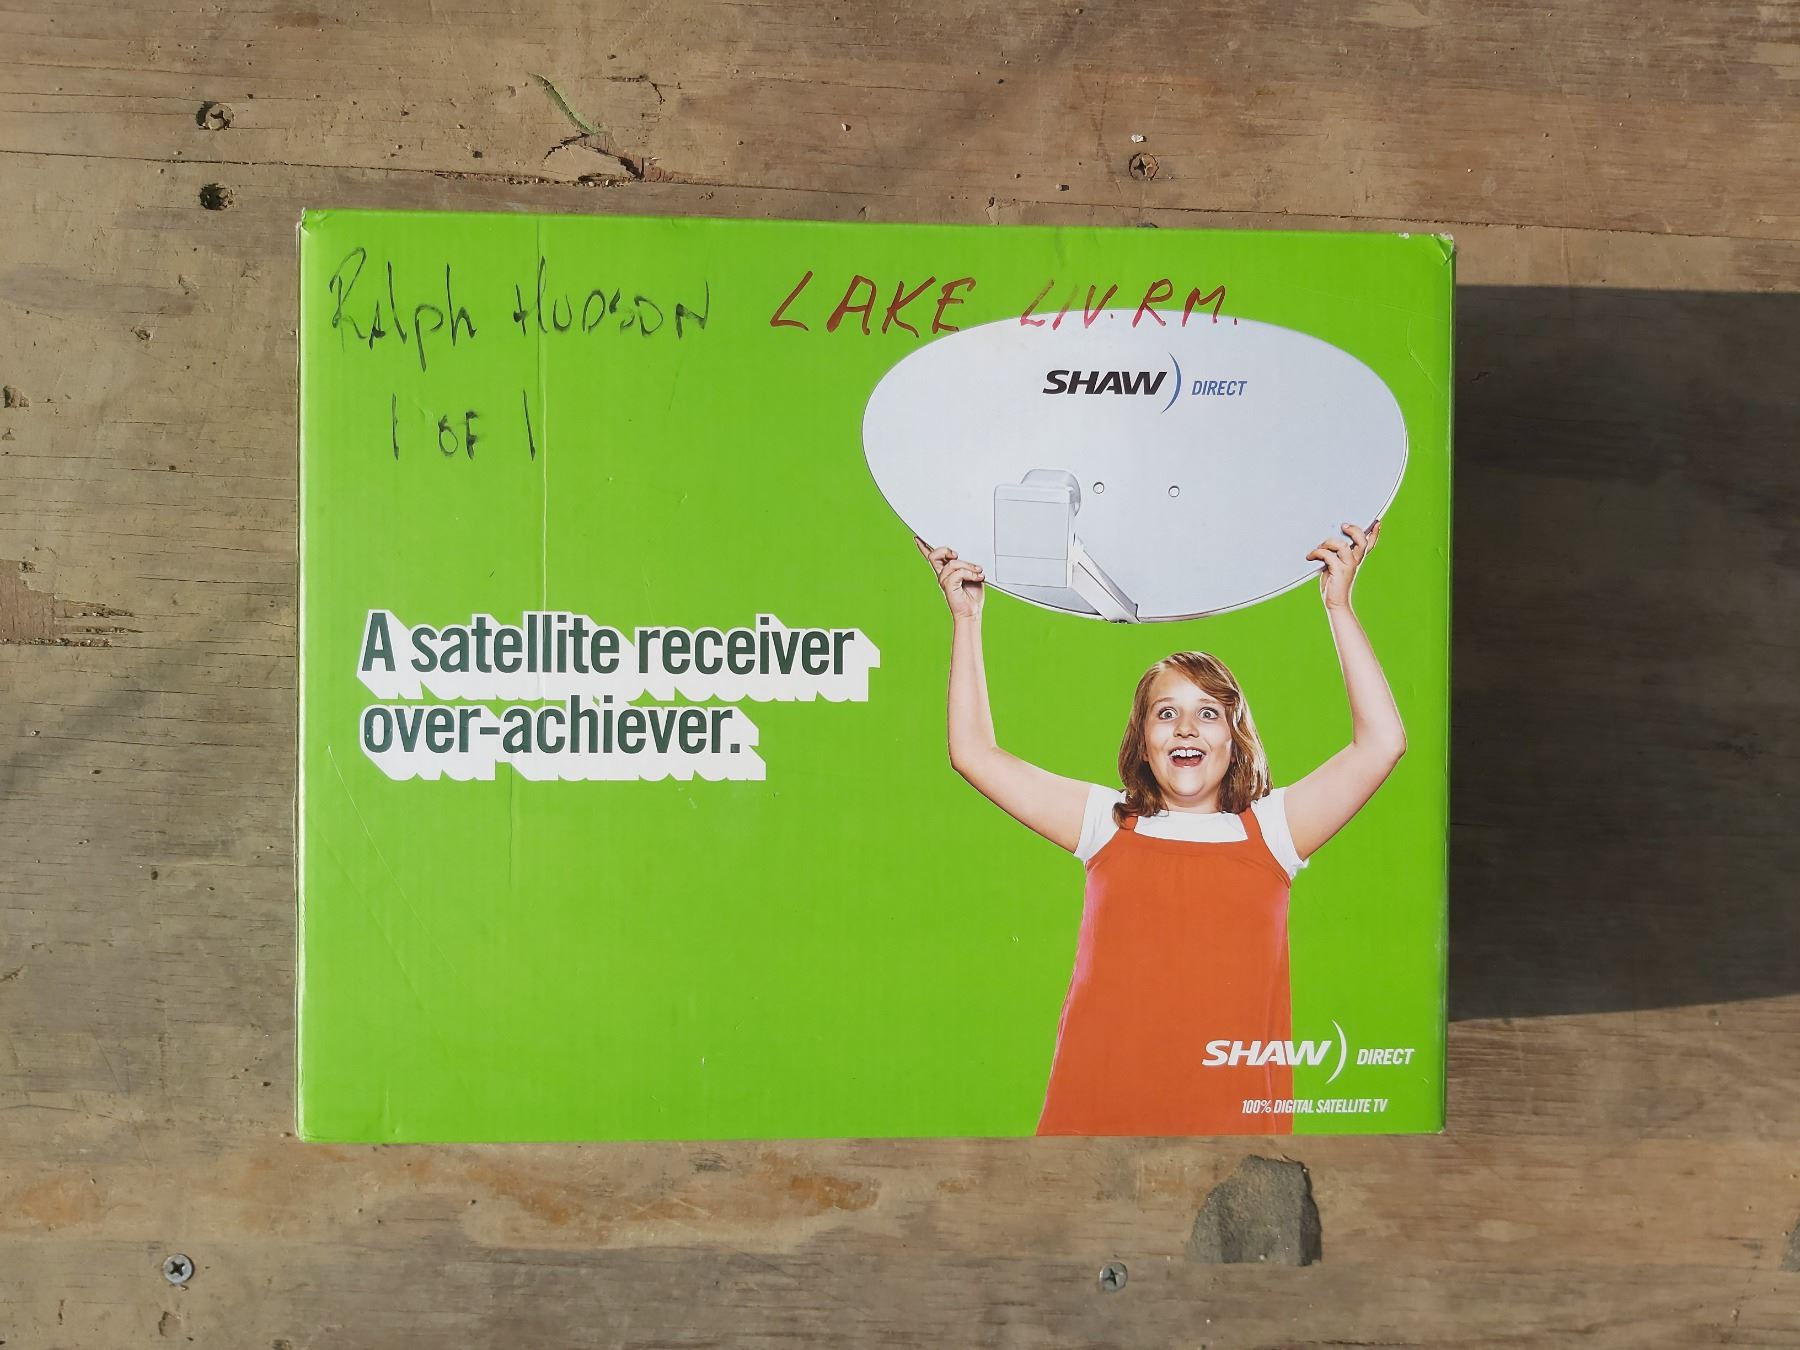 Ralph HUDSON LAKE LIV.RM.
1 OF 1
SHAW) DIRECT
A satellite receiver
over-achiever.
SHAW) DIRECT
100% DIGITAL SATELLITE TV